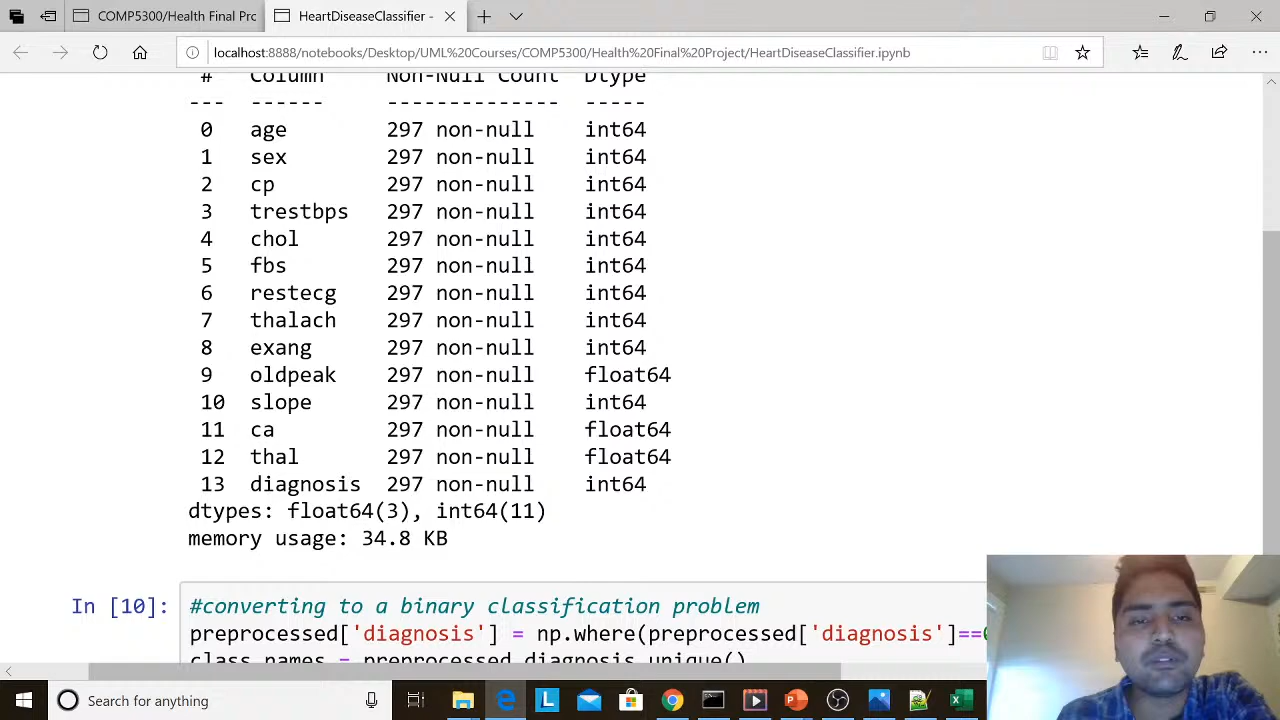 COMP5300/Health Final Pro
HeartDiseaseClassifier -
localhost:8888/notebooks/Desktop/UML%20Courses/COMP5300/Health%20Final%20Project/HeartDiseaseClassifier.ipynb
# Column Non-Null Count Dtype
--- ------ -------------- -----
0 age 297 non-null int64
1 sex 297 non-null int64
2 cp 297 non-null int64
3 trestbps 297 non-null int64
4 chol 297 non-null int64
5 fbs 297 non-null int64
6 restecg 297 non-null int64
7 thalach 297 non-null int64
8 exang 297 non-null int64
9 oldpeak 297 non-null float64
10 slope 297 non-null int64
11 ca 297 non-null float64
12 thal 297 non-null float64
13 diagnosis 297 non-null int64
dtypes: float64(3), int64(11)
memory usage: 34.8 KB
In [10]: #converting to a binary classification problem
preprocessed['diagnosis'] = np.where(preprocessed['diagnosis']==
class_names = preprocessed.diagnosis.unique()
Search for anything